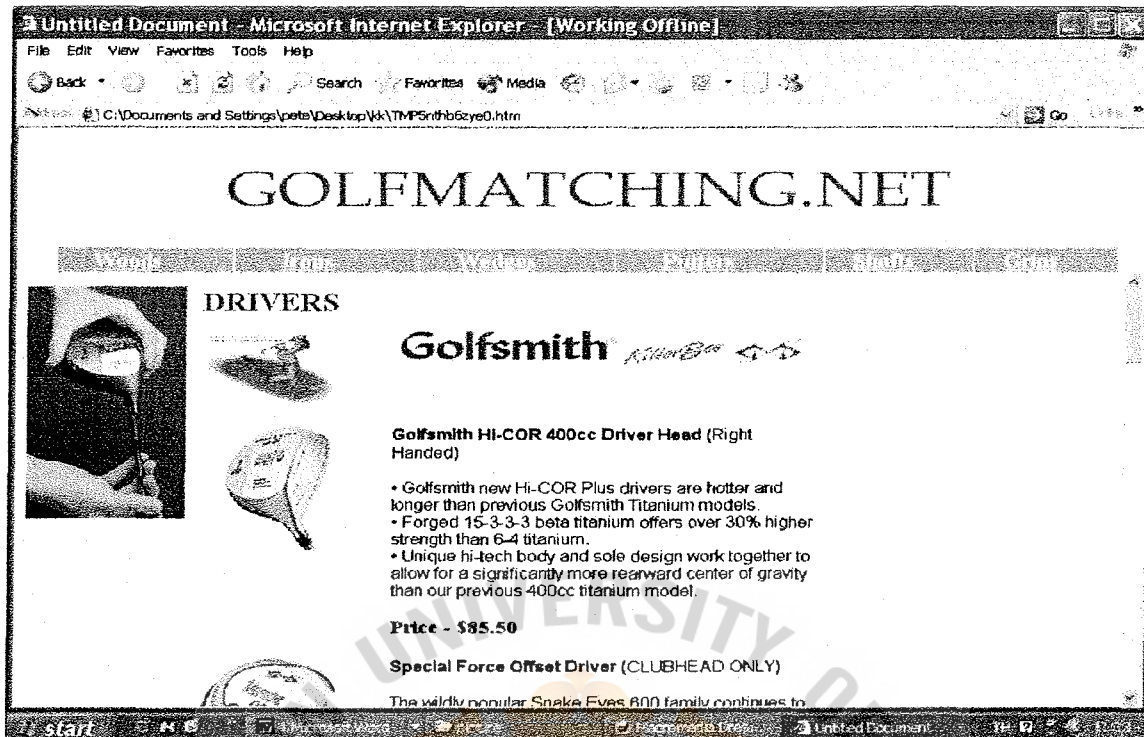 Untitled Document - Microsoft Internet Explorer - [Working Offline]
File Edit View Favorites Tools Help
Back Search Favorites Media
C:\Documents and Settings\pete\Desktop\kk\TMP5nthb6zye0.htm Go
GOLFMATCHING.NET
Woods Irons Wedges Putters Shafts Grips
DRIVERS
Golfsmith KillerBee
Golfsmith Hi-COR 400cc Driver Head (Right
Handed)
• Golfsmith new Hi-COR Plus drivers are hotter and
longer than previous Golfsmith Titanium models.
• Forged 15-3-3-3 beta titanium offers over 30% higher
strength than 6-4 titanium.
• Unique hi-tech body and sole design work together to
allow for a significantly more rearward center of gravity
than our previous 400cc titanium model.
Price - $85.50
Special Force Offset Driver (CLUBHEAD ONLY)
The wildly popular Snake Eyes 600 family continues to
UNIVERSITY
start Microsoft Word Untitled Document